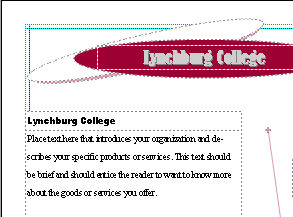 Lynchburg College
Lynchburg College
Place text here that introduces your organization and de-
scribes your specific products or services. This text should
be brief and should entice the reader to want to know more
about the goods or services you offer.